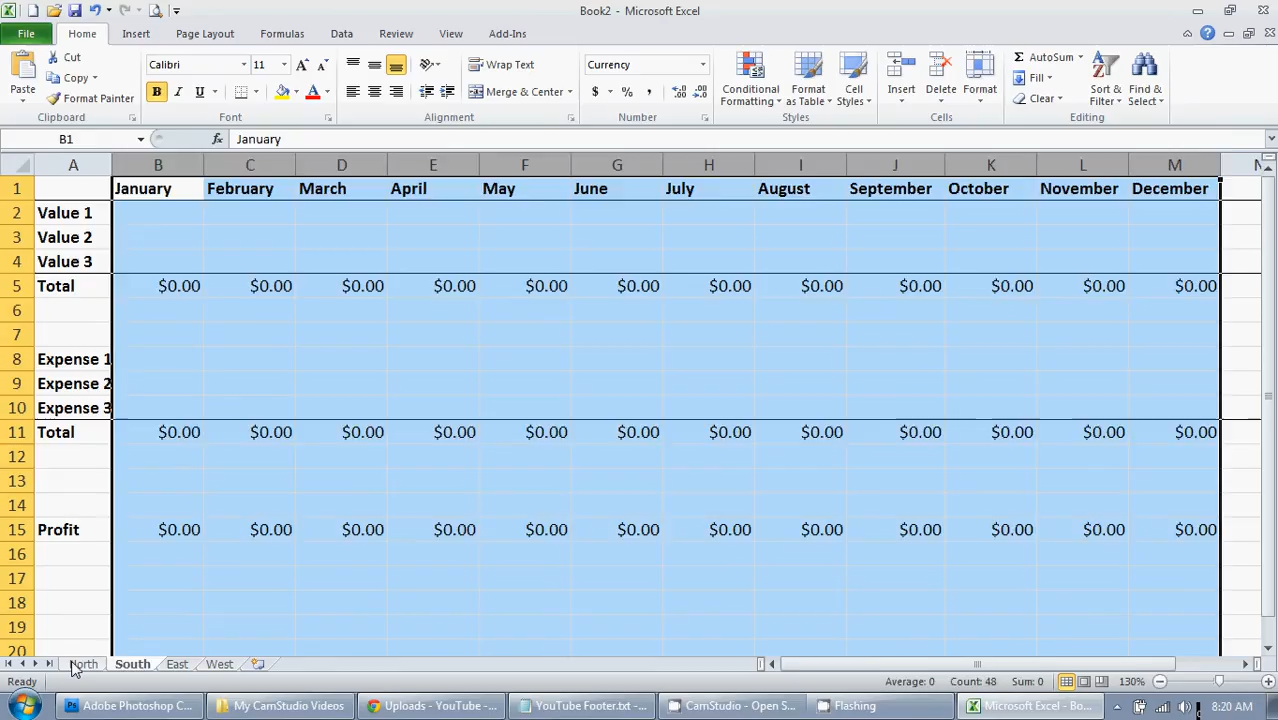 Book2 - Microsoft Excel
File Home Insert Page Layout Formulas Data Review View Add-Ins
Paste Cut Copy Format Painter
Calibri 11
B I U
Wrap Text
Merge & Center
Currency
$ % ,
Conditional Formatting Format as Table Cell Styles
Insert Delete Format
Σ AutoSum Fill Clear
Sort & Filter Find & Select
Clipboard Font Alignment Number Styles Cells Editing
B1 fx January
A B C D E F G H I J K L M
1 January February March April May June July August September October November December
2 Value 1
3 Value 2
4 Value 3
5 Total $0.00 $0.00 $0.00 $0.00 $0.00 $0.00 $0.00 $0.00 $0.00 $0.00 $0.00 $0.00
6
7
8 Expense 1
9 Expense 2
10 Expense 3
11 Total $0.00 $0.00 $0.00 $0.00 $0.00 $0.00 $0.00 $0.00 $0.00 $0.00 $0.00 $0.00
12
13
14
15 Profit $0.00 $0.00 $0.00 $0.00 $0.00 $0.00 $0.00 $0.00 $0.00 $0.00 $0.00 $0.00
16
17
18
19
20
North South East West
Ready Average: 0 Count: 48 Sum: 0 130%
Adobe Photoshop C... My CamStudio Videos Uploads - YouTube -... YouTube Footer.txt -... CamStudio - Open S... Flashing Microsoft Excel - Bo... 8:20 AM